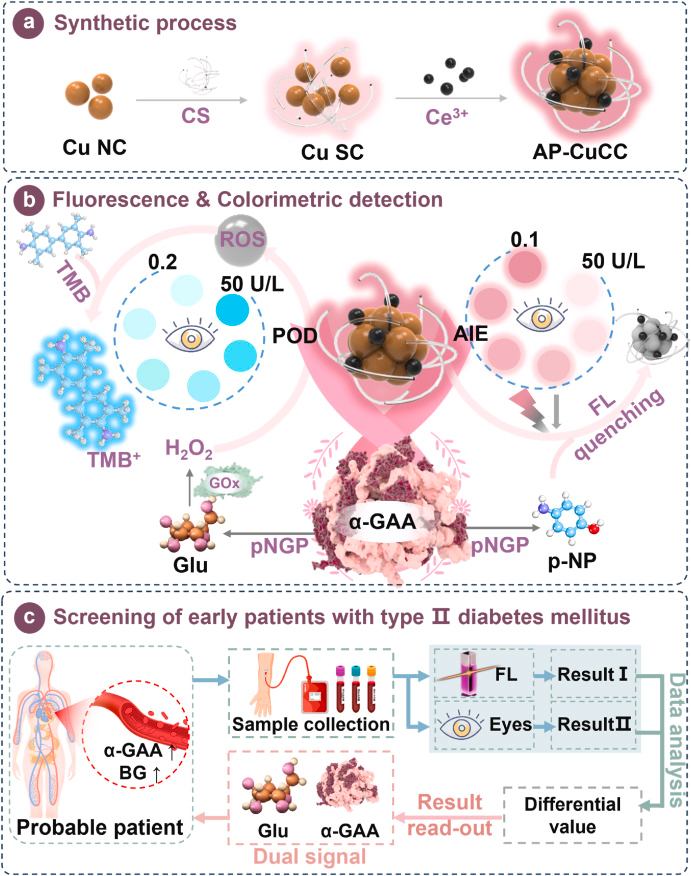 a Synthetic process
CS
Ce³⁺
Cu NC
Cu SC
AP-CuCC
b Fluorescence & Colorimetric detection
TMB
ROS
0.2
50 U/L
0.1
50 U/L
POD
AIE
TMB⁺
H₂O₂
GOx
FL
quenching
α-GAA
pNGP
pNGP
Glu
p-NP
c Screening of early patients with type Ⅱ diabetes mellitus
α-GAA ↑
BG ↑
Probable patient
Sample collection
FL
Result Ⅰ
Eyes
Result Ⅱ
Data analysis
Differential
value
Result
read-out
Glu
α-GAA
Dual signal